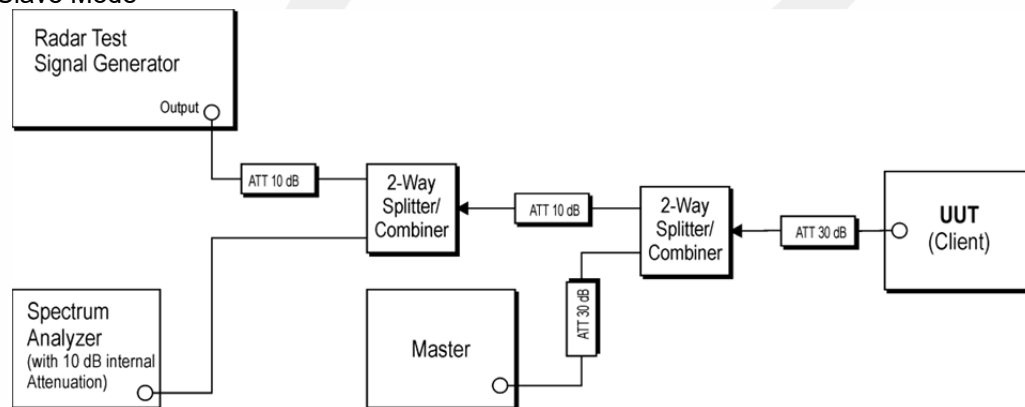 Slave Mode
Radar Test
Signal Generator
Output
ATT 10 dB
2-Way
Splitter/
Combiner
ATT 10 dB
2-Way
Splitter/
Combiner
ATT 30 dB
UUT
(Client)
Spectrum
Analyzer
(with 10 dB internal
Attenuation)
Master
ATT 30 dB